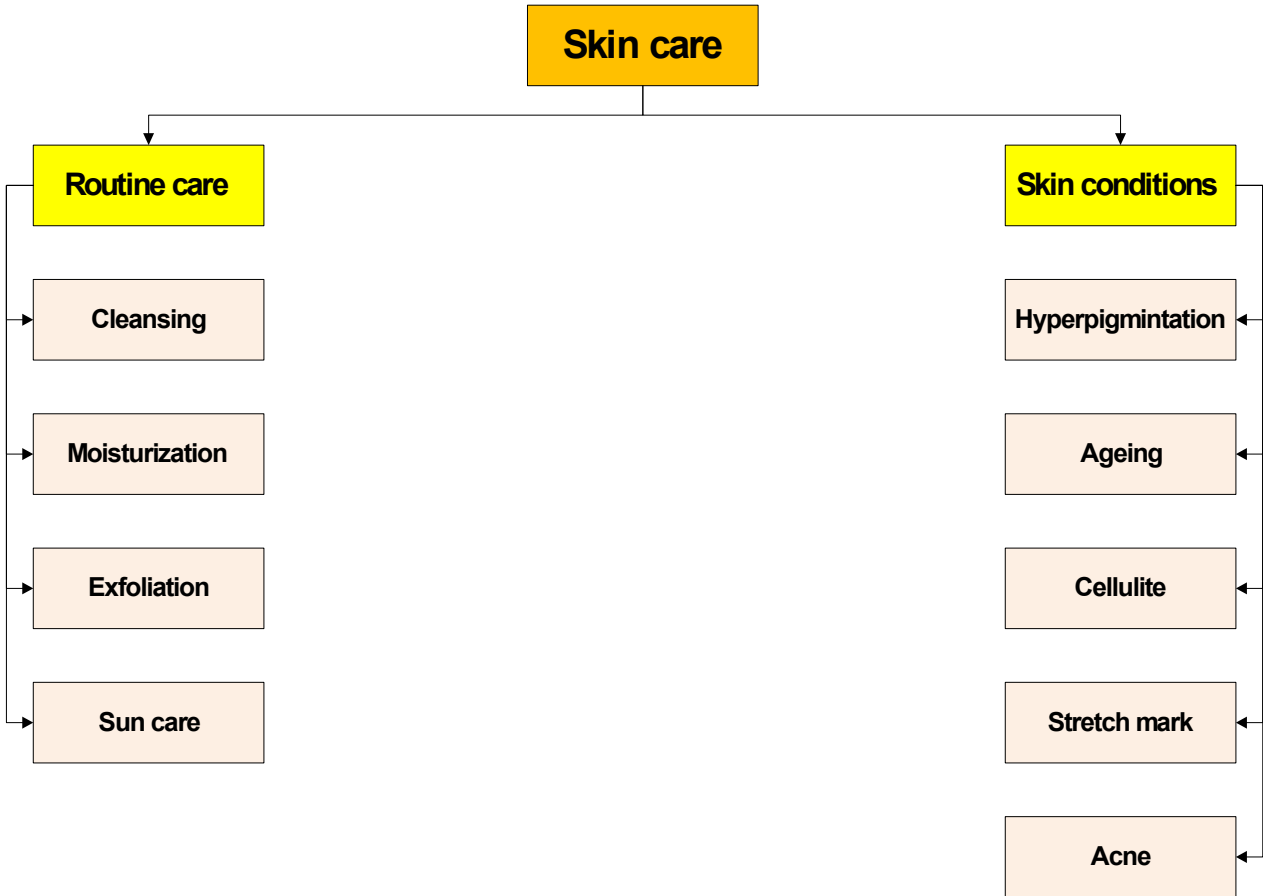 Skin care
Routine care
Skin conditions
Cleansing
Hyperpigmintation
Moisturization
Ageing
Exfoliation
Cellulite
Sun care
Stretch mark
Acne